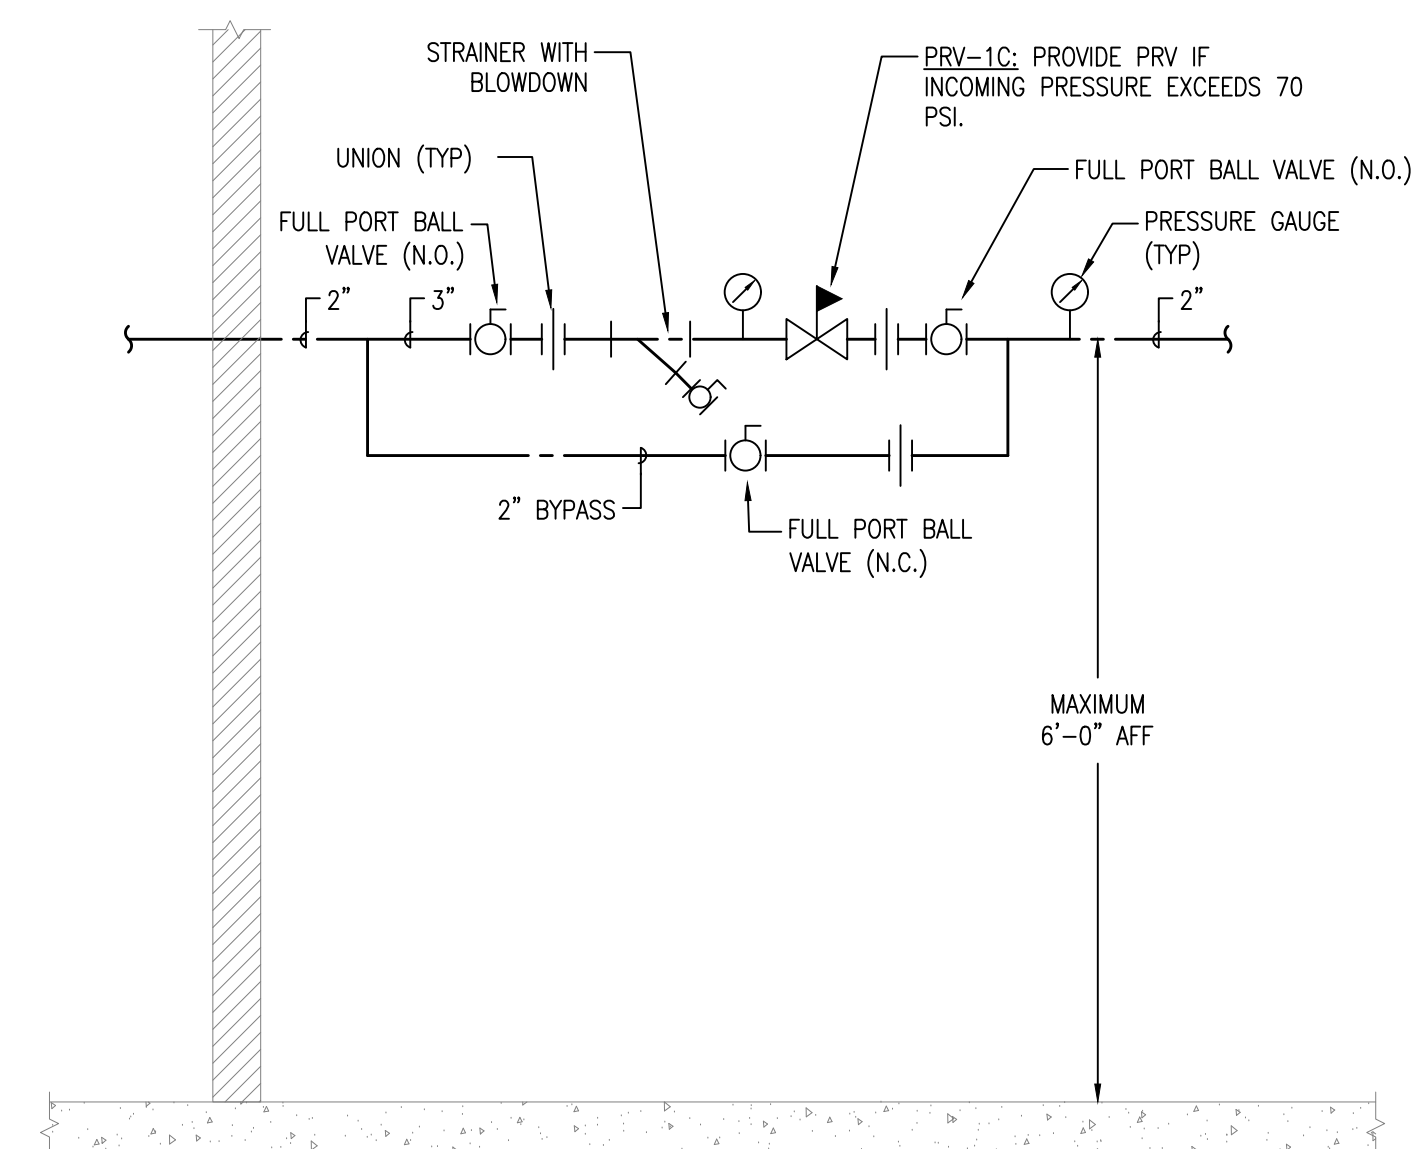 STRAINER WITH
BLOWDOWN
PRV-1C: PROVIDE PRV IF
INCOMING PRESSURE EXCEEDS 70
PSI.
UNION (TYP)
FULL PORT BALL VALVE (N.O.)
FULL PORT BALL
VALVE (N.O.)
PRESSURE GAUGE
(TYP)
2"
3"
2"
2" BYPASS
FULL PORT BALL
VALVE (N.C.)
MAXIMUM
6'-0" AFF